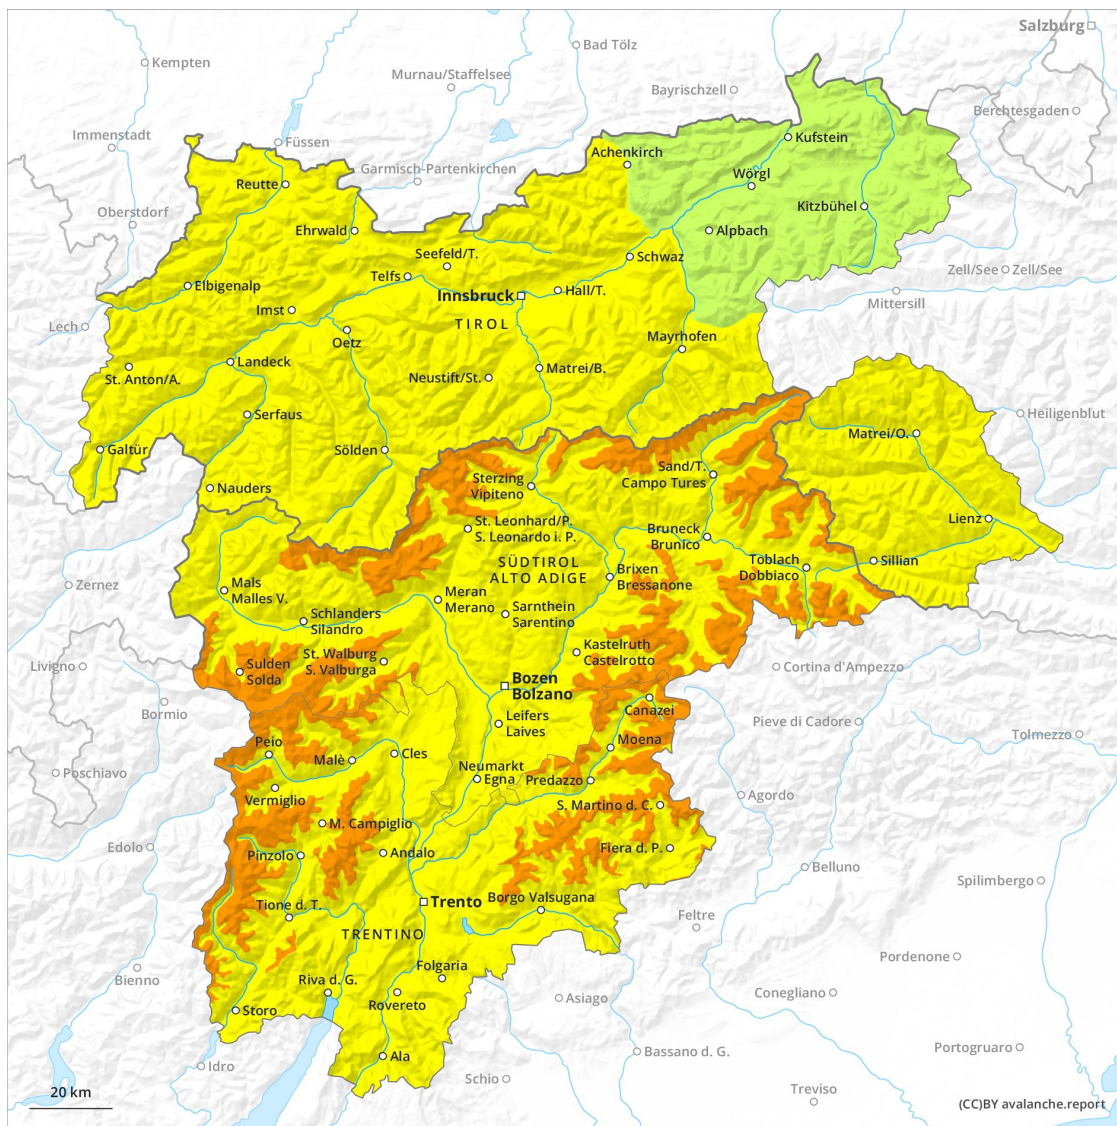 Salzburg
Kempten
Bad Tölz
Murnau/Staffelsee
Bayrischzell
Berchtesgaden
Immenstadt
Füssen
Kufstein
Achenkirch
Garmisch-Partenkirchen
Wörgl
Reutte
Oberstdorf
Kitzbühel
Ehrwald
Alpbach
Seefeld/T.
Schwaz
Zell/See
Zell/See
Telfs
Elbigenalp
Hall/T.
Innsbruck
Mittersill
Imst
TIROL
Lech
Oetz
Mayrhofen
Landeck
Matrei/B.
St. Anton/A.
Neustift/St.
Serfaus
Heiligenblut
Matrei/O.
Galtür
Sölden
Sand/T.
Campo Tures
Sterzing
Vipiteno
Nauders
Lienz
St. Leonhard/P.
S. Leonardo i. P.
Bruneck
Brunico
SÜDTIROL
ALTO ADIGE
Toblach
Dobbiaco
Sillian
Brixen
Bressanone
Zernez
Mals
Malles V.
Meran
Merano
Sarnthein
Sarentino
Schlanders
Silandro
Kastelruth
Castelrotto
St. Walburg
S. Valburga
Livigno
Sulden
Solda
Cortina d'Ampezzo
Bozen
Bolzano
Canazei
Bormio
Leifers
Laives
Pieve di Cadore
Tolmezzo
Moena
Peio
Cles
Malè
Poschiavo
Neumarkt
Egna
Predazzo
Vermiglio
Agordo
S. Martino d. C.
M. Campiglio
Edolo
Fiera d. P.
Pinzolo
Andalo
Belluno
Spilimbergo
Borgo Valsugana
Trento
Tione d. T.
Feltre
TRENTINO
Pordenone
Folgaria
Bienno
Riva d. G.
Rovereto
Conegliano
Asiago
Storo
Portogruaro
Bassano d. G.
Ala
Idro
Schio
Treviso
20 km
(CC)BY avalanche.report